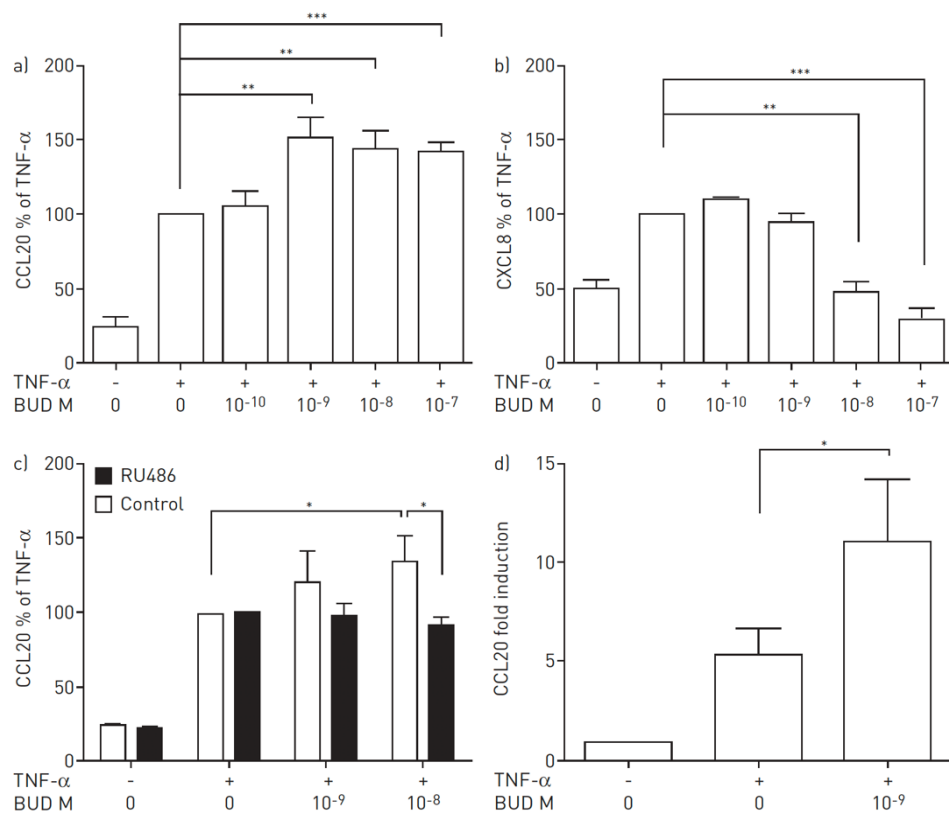 a)
***
**
**
200
150
100
50
0
CCL20 % of TNF-α
TNF-α - + + + + +
BUD M 0 0 10⁻¹⁰ 10⁻⁹ 10⁻⁸ 10⁻⁷
b)
***
**
200
150
100
50
0
CXCL8 % of TNF-α
TNF-α - + + + + +
BUD M 0 0 10⁻¹⁰ 10⁻⁹ 10⁻⁸ 10⁻⁷
c)
RU486
Control
* *
200
150
100
50
0
CCL20 % of TNF-α
TNF-α - + + +
BUD M 0 0 10⁻⁹ 10⁻⁸
d)
*
15
10
5
0
CCL20 fold induction
TNF-α - + +
BUD M 0 0 10⁻⁹